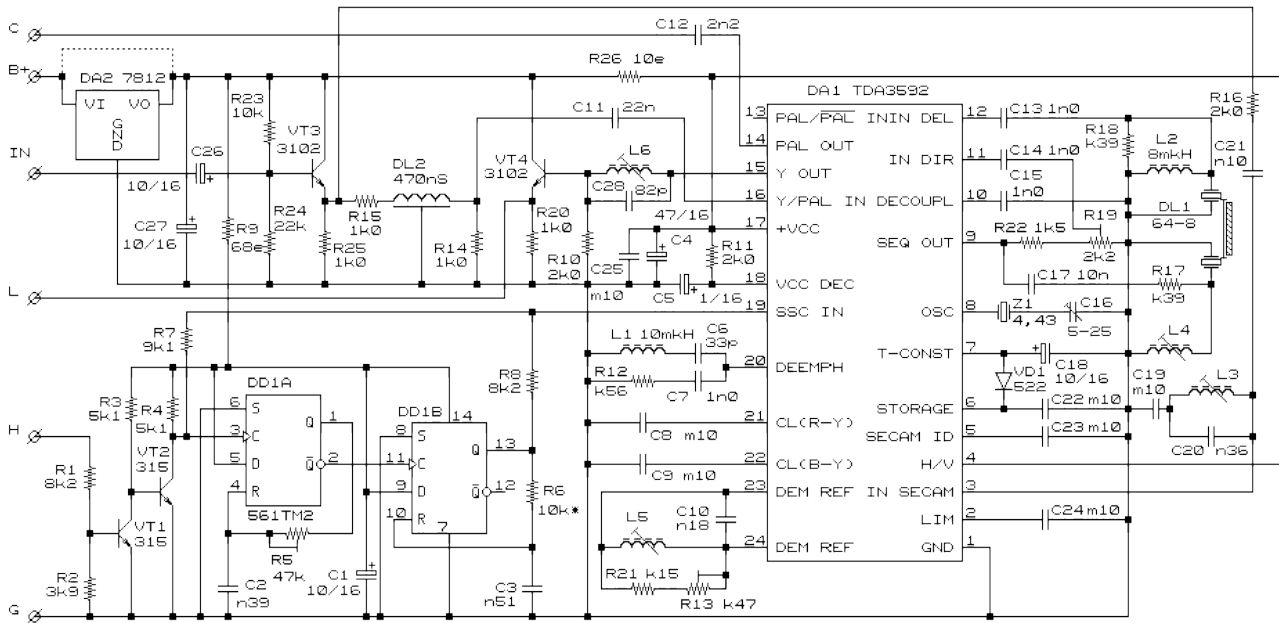 C
C12 2n2
B+
DA2 7812
VI VO
GND
R26 10e
C11 22n
DA1 TDA3592
R23
10k
VT3
3102
VT4
3102
L6
C28 82p
IN
C26
10/16
C27
10/16
R9
68e
R24
22k
R25
1k0
R15
1k0
DL2
470nS
R14
1k0
R20
1k0
R10
2k0
C25
m10
47/16
C4
C5 1/16
R11
2k0
L
13 PAL/PAL IN
14 PAL OUT
15 Y OUT
16 Y/PAL IN
17 +VCC
18 VCC DEC
19 SSC IN
20 DEEMPH
21 CL(R-Y)
22 CL(B-Y)
23 DEM REF
24 DEM REF
IN DEL 12
IN DIR 11
DECOUPL 10
SEQ OUT 9
OSC 8
T-CONST 7
STORAGE 6
SECAM ID 5
H/V 4
IN SECAM 3
LIM 2
GND 1
C13 1n0
C14 1n0
C15
1n0
R18
k39
L2
8mkH
R16
2k0
C21
n10
DL1
64-8
R19
2k2
R22 1k5
C17 10n
R17
k39
Z1
4,43
C16
5-25
L4
C18
10/16
VD1
522
C19
m10
L3
C20 n36
C22 m10
C23 m10
C24 m10
R7
9k1
R3
5k1
R4
5k1
DD1A
6 S
3 C
5 D
4 R
Q 1
Q 2
561TM2
DD1B
14
8 S
11 C
9 D
10 R
Q 13
Q 12
7
R8
8k2
R6
10k*
L1 10mkH
C6
33p
R12
k56
C7 1n0
C8 m10
C9 m10
C10
n18
L5
R21 k15
R13 k47
H
R1
8k2
VT2
315
VT1
315
R2
3k9
R5
47k
C2
n39
C1
10/16
C3
n51
G